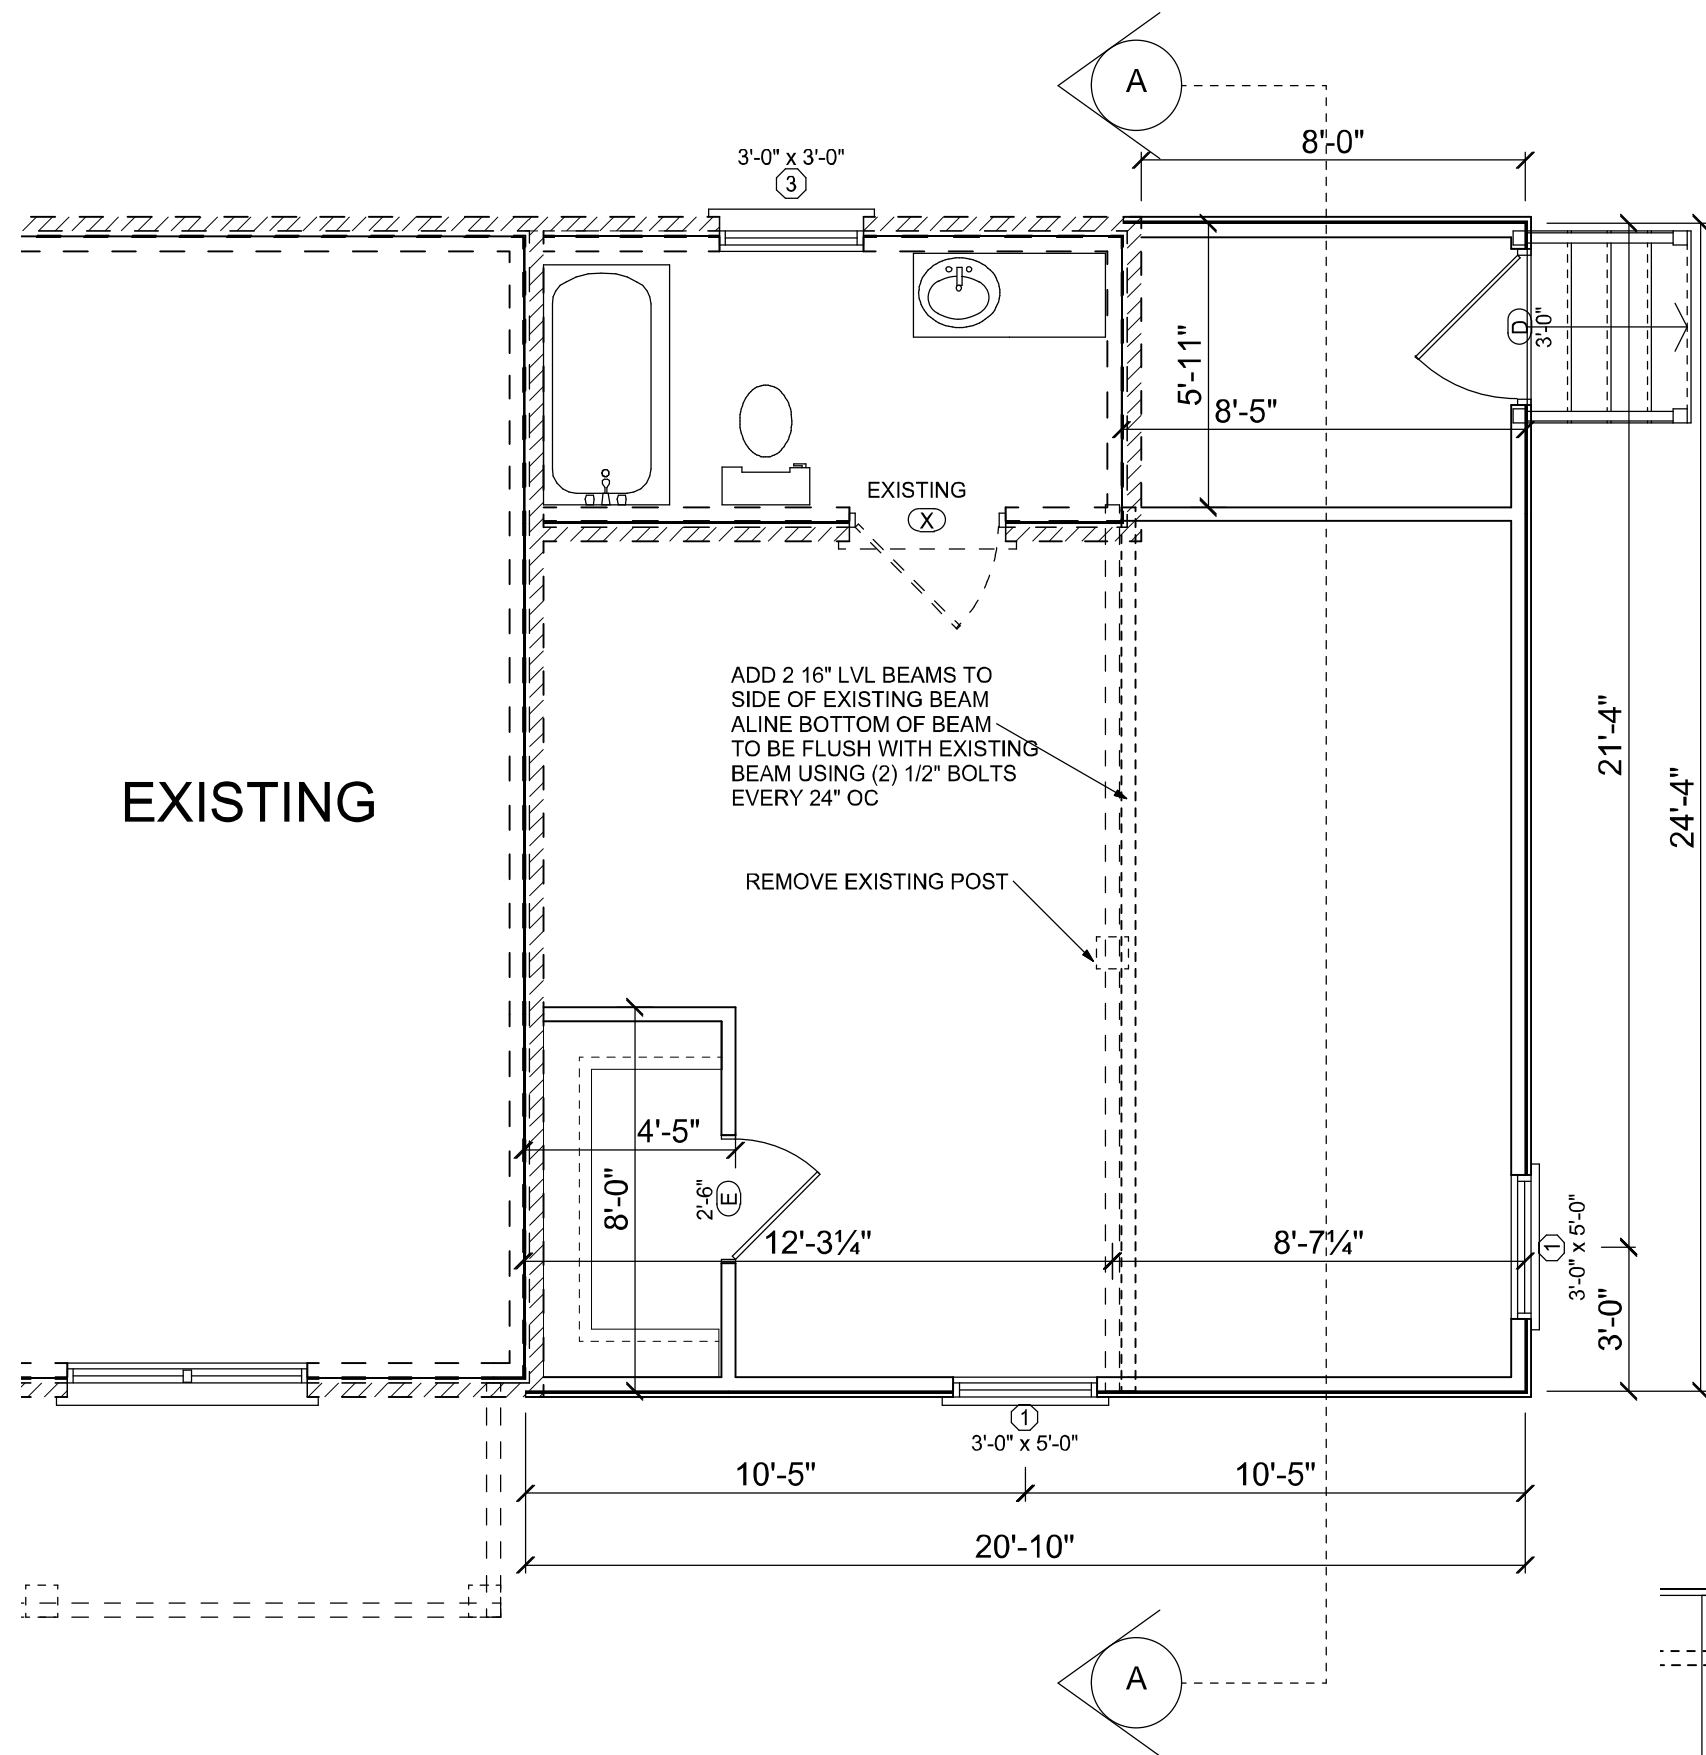 A
8'-0"
3'-0" x 3'-0"
3
D
3'-0"
5'-11"
8'-5"
EXISTING
X
ADD 2 16" LVL BEAMS TO
SIDE OF EXISTING BEAM
ALINE BOTTOM OF BEAM
TO BE FLUSH WITH EXISTING
BEAM USING (2) 1/2" BOLTS
EVERY 24" OC
21'-4"
24'-4"
EXISTING
REMOVE EXISTING POST
4'-5"
8'-0"
2'-6"
E
12'-3¼"
8'-7¼"
1
3'-0" x 5'-0"
3'-0"
1
3'-0" x 5'-0"
10'-5"
10'-5"
20'-10"
A